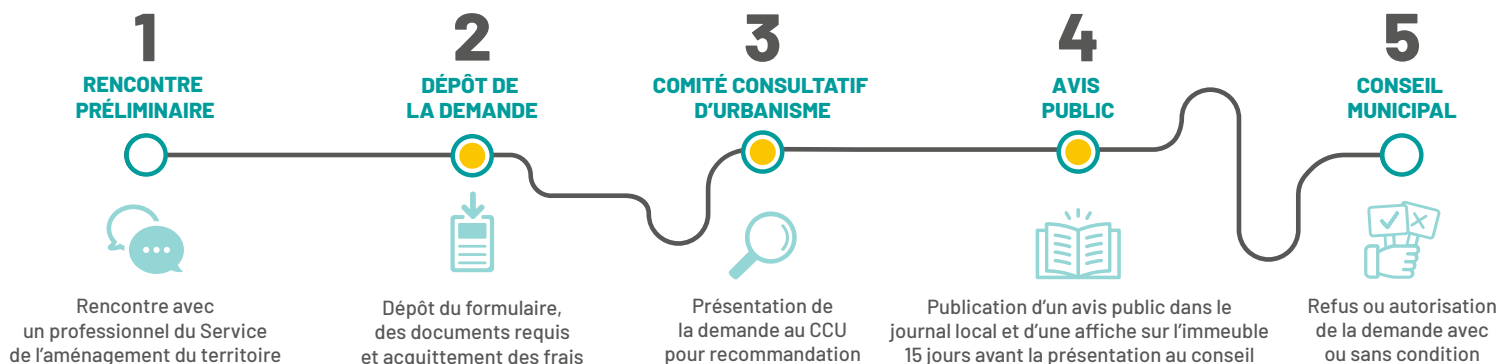 1
RENCONTRE
PRÉLIMINAIRE
Rencontre avec
un professionnel du Service
de l'aménagement du territoire
2
DÉPÔT DE
LA DEMANDE
Dépôt du formulaire,
des documents requis
et acquittement des frais
3
COMITÉ CONSULTATIF
D'URBANISME
Présentation de
la demande au CCU
pour recommandation
4
AVIS
PUBLIC
Publication d'un avis public dans le
journal local et d'une affiche sur l'immeuble
15 jours avant la présentation au conseil
5
CONSEIL
MUNICIPAL
Refus ou autorisation
de la demande avec
ou sans condition